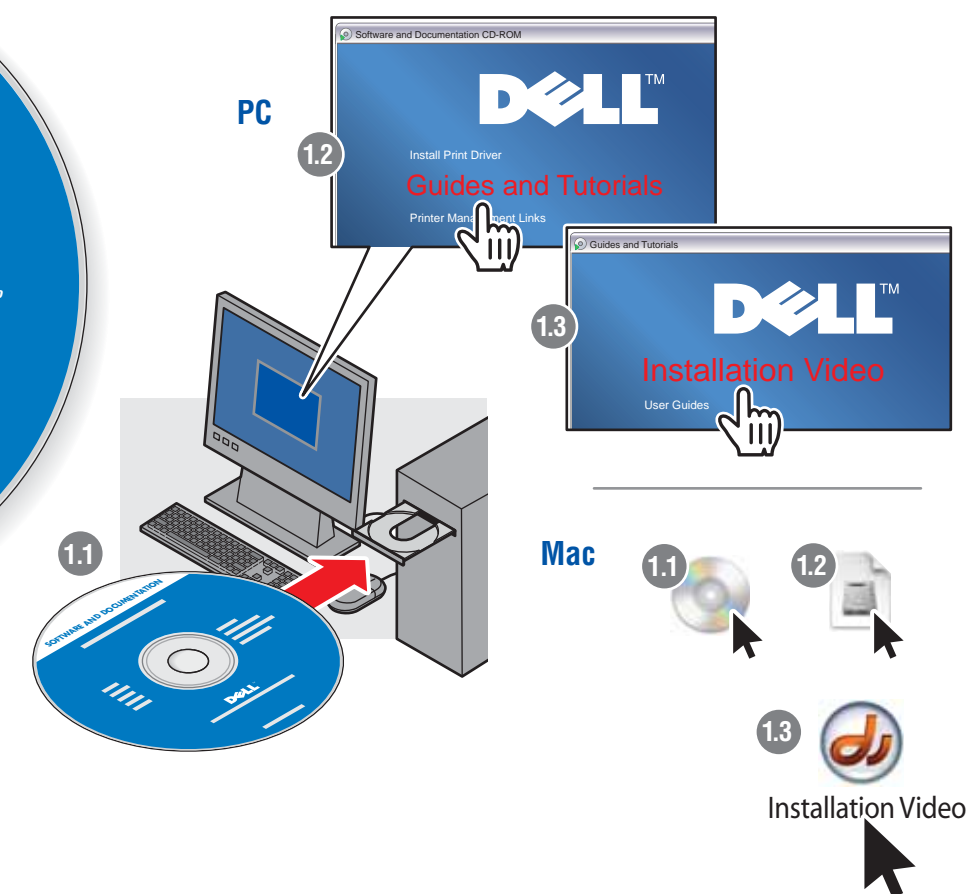 Software and Documentation CD-ROM
DELL™
PC
1.2
Install Print Driver
Guides and Tutorials
Printer Management Links
Guides and Tutorials
DELL™
1.3
Installation Video
User Guides
1.1
SOFTWARE AND DOCUMENTATION
DELL
Mac
1.1
1.2
1.3
Installation Video